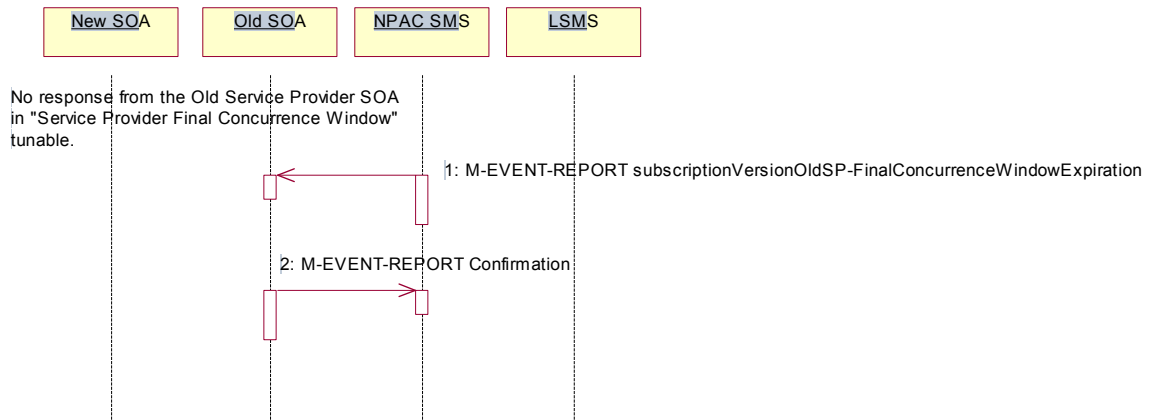 New SOA
Old SOA
NPAC SMS
LSMS
No response from the Old Service Provider SOA
in "Service Provider Final Concurrence Window"
tunable.
1: M-EVENT-REPORT subscriptionVersionOldSP-FinalConcurrenceWindowExpiration
2: M-EVENT-REPORT Confirmation